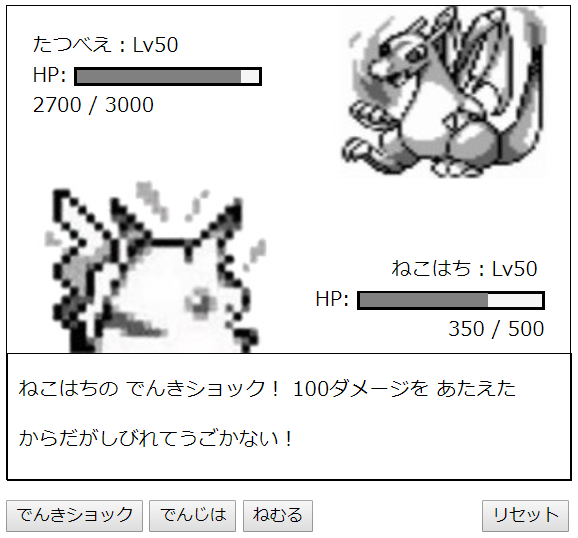 たつべえ：Lv50
HP:
2700 / 3000
ねこはち：Lv50
HP:
350 / 500
ねこはちの でんきショック！ 100ダメージを あたえた
からだがしびれてうごかない！
でんきショック でんじは ねむる リセット